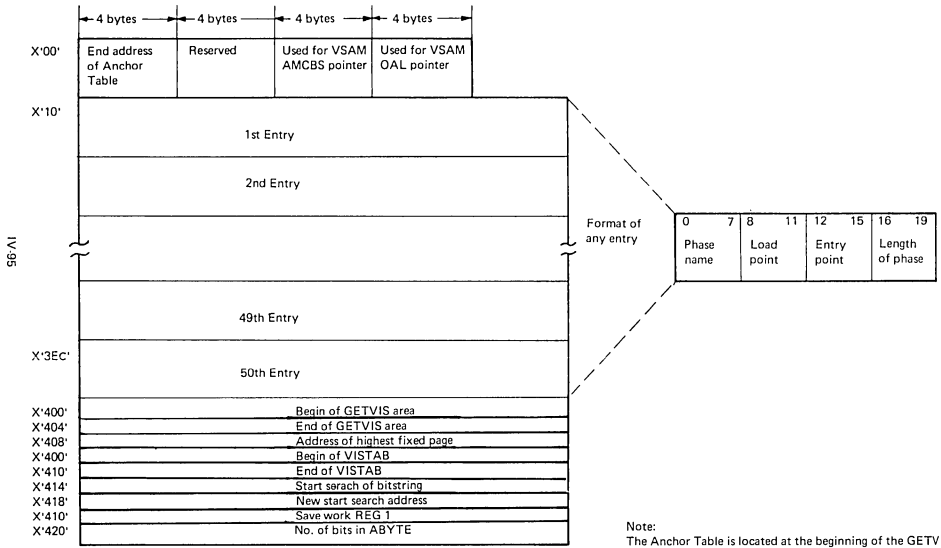 4 bytes 4 bytes 4 bytes 4 bytes
X'00'
End address
of Anchor
Table
Reserved
Used for VSAM
AMCBS pointer
Used for VSAM
OAL pointer
X'10'
1st Entry
2nd Entry
Format of
any entry
0 7 8 11 12 15 16 19
Phase
name
Load
point
Entry
point
Length
of phase
IV-95
49th Entry
X'3EC'
50th Entry
X'400' Begin of GETVIS area
X'404' End of GETVIS area
X'408' Address of highest fixed page
X'400' Begin of VISTAB
X'410' End of VISTAB
X'414' Start serach of bitstring
X'418' New start search address
X'410' Save work REG 1
X'420' No. of bits in ABYTE
Note:
The Anchor Table is located at the beginning of the GETV